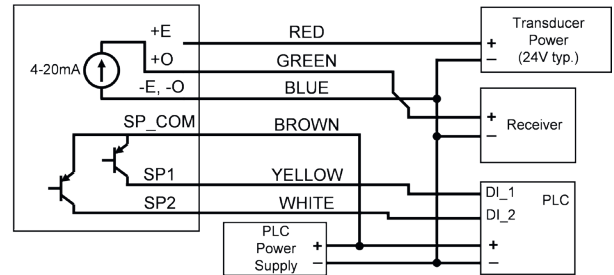 +E RED
+O GREEN
4-20mA
-E, -O BLUE
SP_COM BROWN
SP1 YELLOW
SP2 WHITE
Transducer
Power
(24V typ.)
+
−
+
Receiver
−
DI_1
PLC
DI_2
+
−
PLC
Power
Supply
+
−